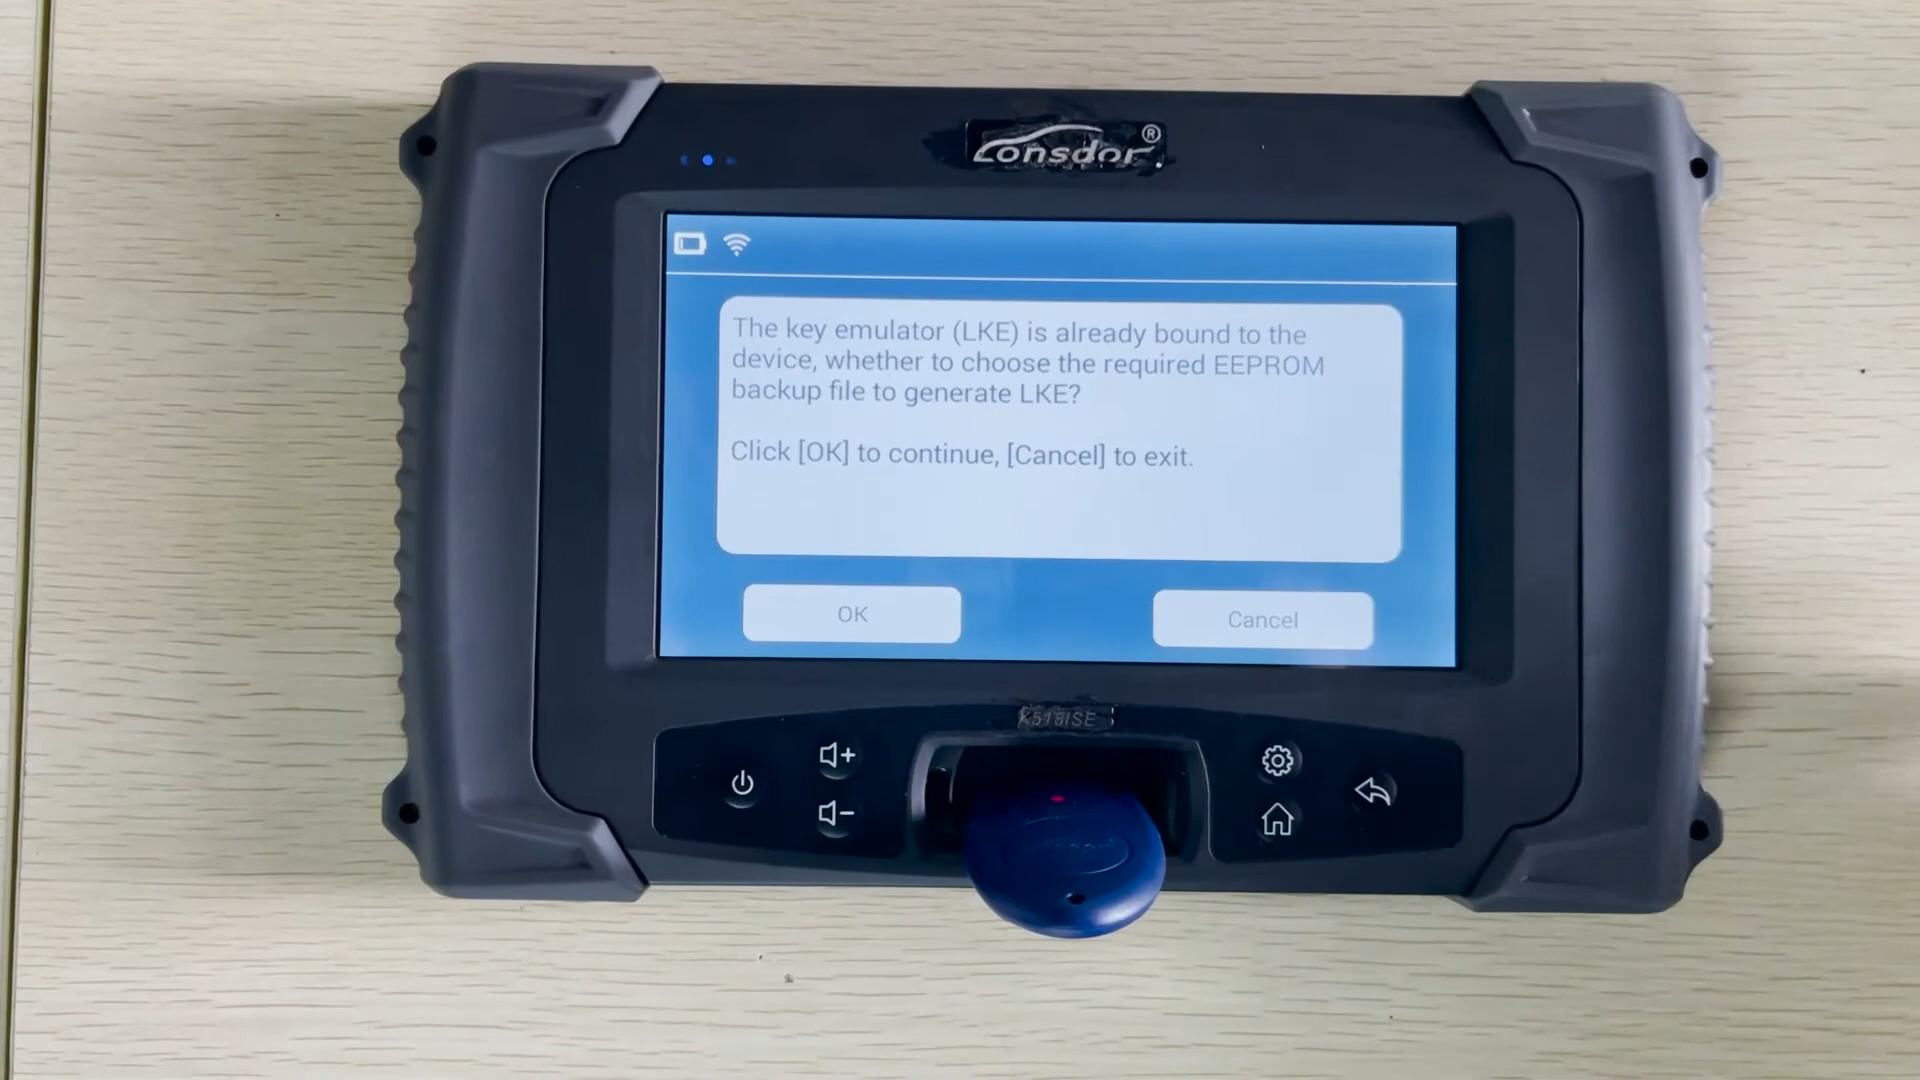 Lonsdor®
The key emulator (LKE) is already bound to the
device, whether to choose the required EEPROM
backup file to generate LKE?
Click [OK] to continue, [Cancel] to exit.
OK
Cancel
K518ISE